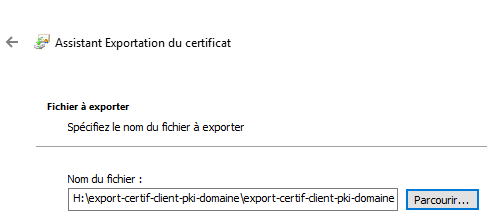 Assistant Exportation du certificat
Fichier à exporter
Spécifiez le nom du fichier à exporter
Nom du fichier :
H:\export-certif-client-pki-domaine\export-certif-client-pki-domaine
Parcourir...